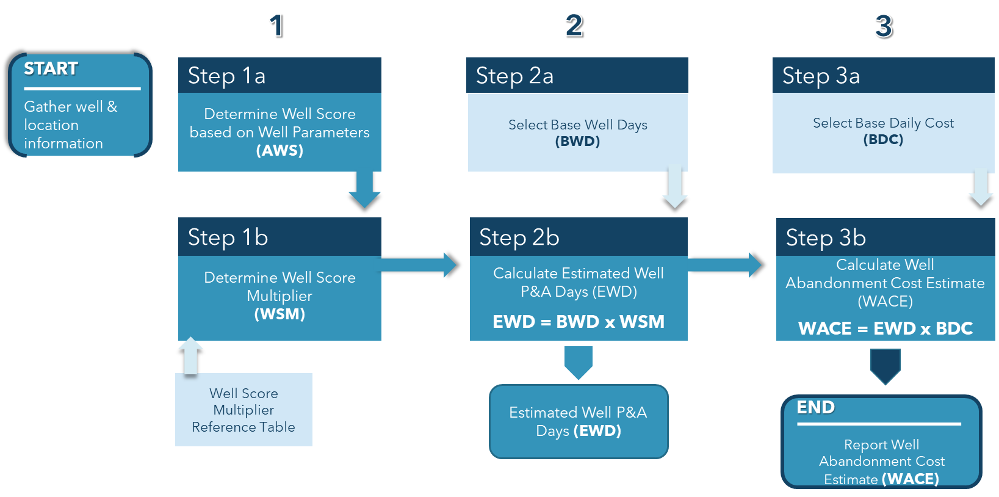 1
2
3
START
Gather well &
location
information
Step 1a
Determine Well Score
based on Well Parameters
(AWS)
Step 2a
Select Base Well Days
(BWD)
Step 3a
Select Base Daily Cost
(BDC)
Step 1b
Determine Well Score
Multiplier
(WSM)
Step 2b
Calculate Estimated Well
P&A Days (EWD)
EWD = BWD x WSM
Step 3b
Calculate Well
Abandonment Cost Estimate
(WACE)
WACE = EWD x BDC
Well Score
Multiplier
Reference Table
Estimated Well P&A
Days (EWD)
END
Report Well
Abandonment Cost
Estimate (WACE)